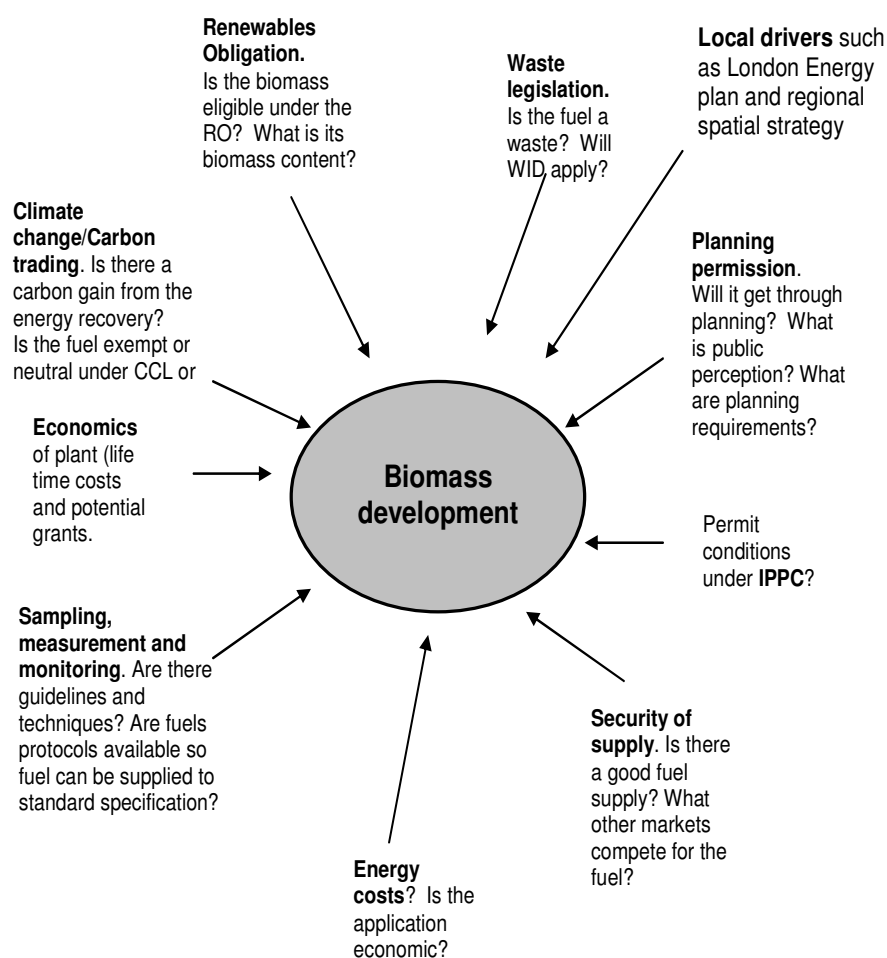 Renewables
Obligation.
Is the biomass
eligible under the
RO? What is its
biomass content?
Waste
legislation.
Is the fuel a
waste? Will
WID apply?
Local drivers such
as London Energy
plan and regional
spatial strategy
Climate
change/Carbon
trading. Is there a
carbon gain from the
energy recovery?
Is the fuel exempt or
neutral under CCL or
Planning
permission.
Will it get through
planning? What
is public
perception? What
are planning
requirements?
Economics
of plant (life
time costs
and potential
grants.
Biomass
development
Permit
conditions
under IPPC?
Sampling,
measurement and
monitoring. Are there
guidelines and
techniques? Are fuels
protocols available so
fuel can be supplied to
standard specification?
Security of
supply. Is there
a good fuel
supply? What
other markets
compete for the
fuel?
Energy
costs? Is the
application
economic?